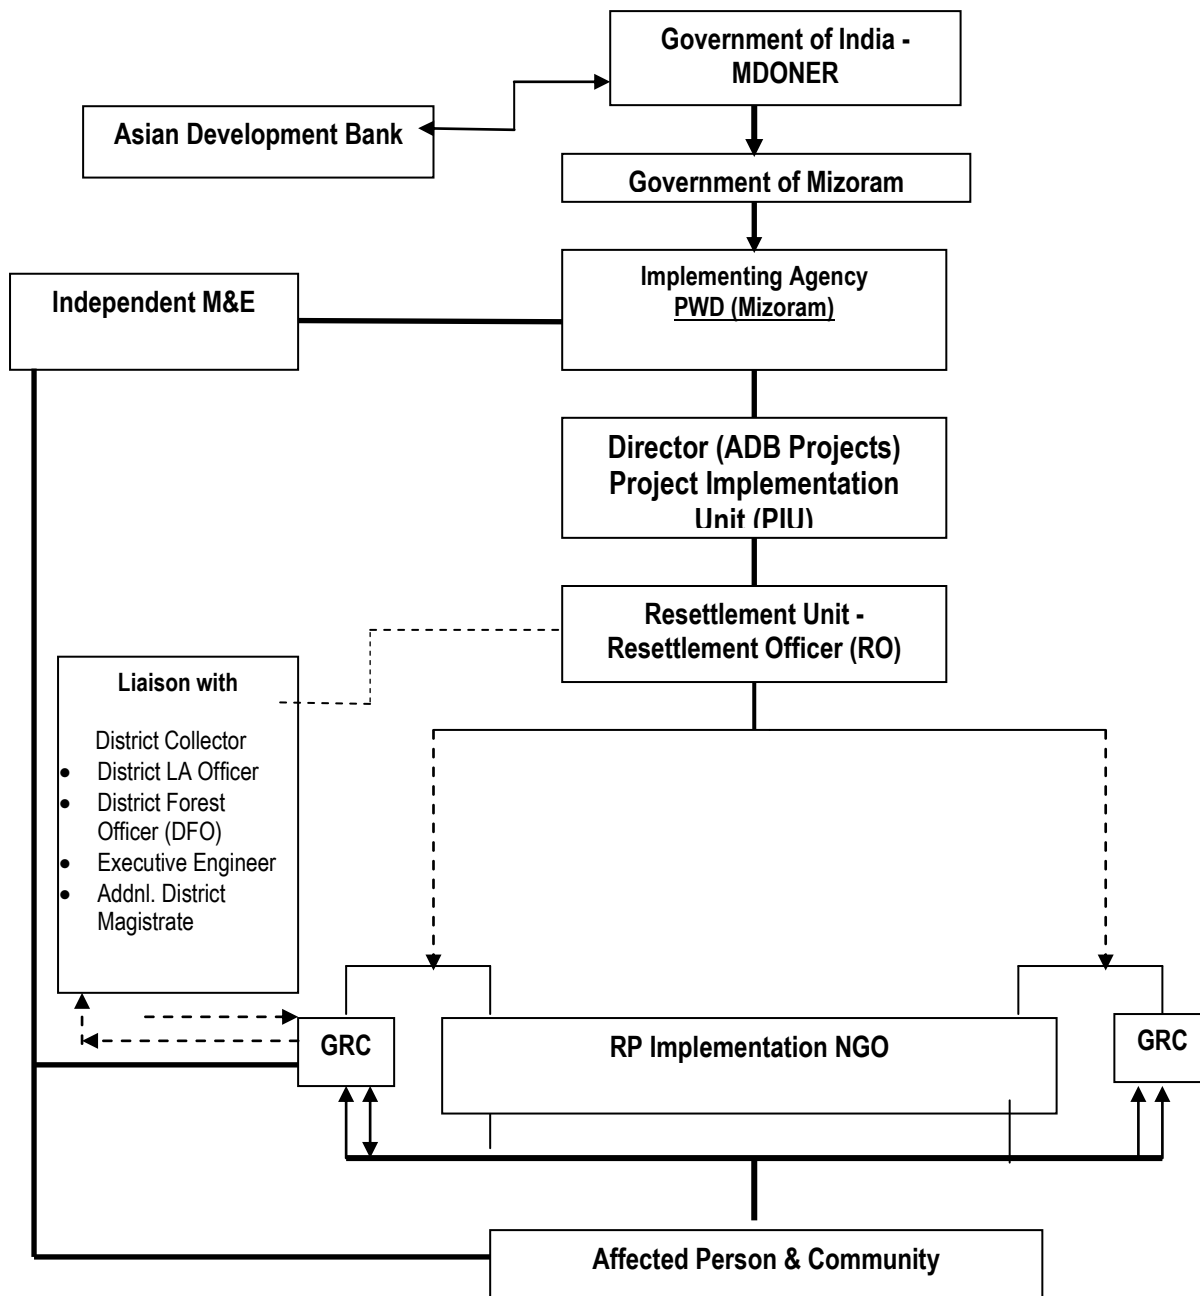 Government of India -
MDONER
Asian Development Bank
Government of Mizoram
Independent M&E
Implementing Agency
PWD (Mizoram)
Director (ADB Projects)
Project Implementation
Unit (PIU)
Resettlement Unit -
Resettlement Officer (RO)
Liaison with
District Collector
● District LA Officer
● District Forest
Officer (DFO)
● Executive Engineer
● Addnl. District
Magistrate
GRC
RP Implementation NGO
GRC
Affected Person & Community